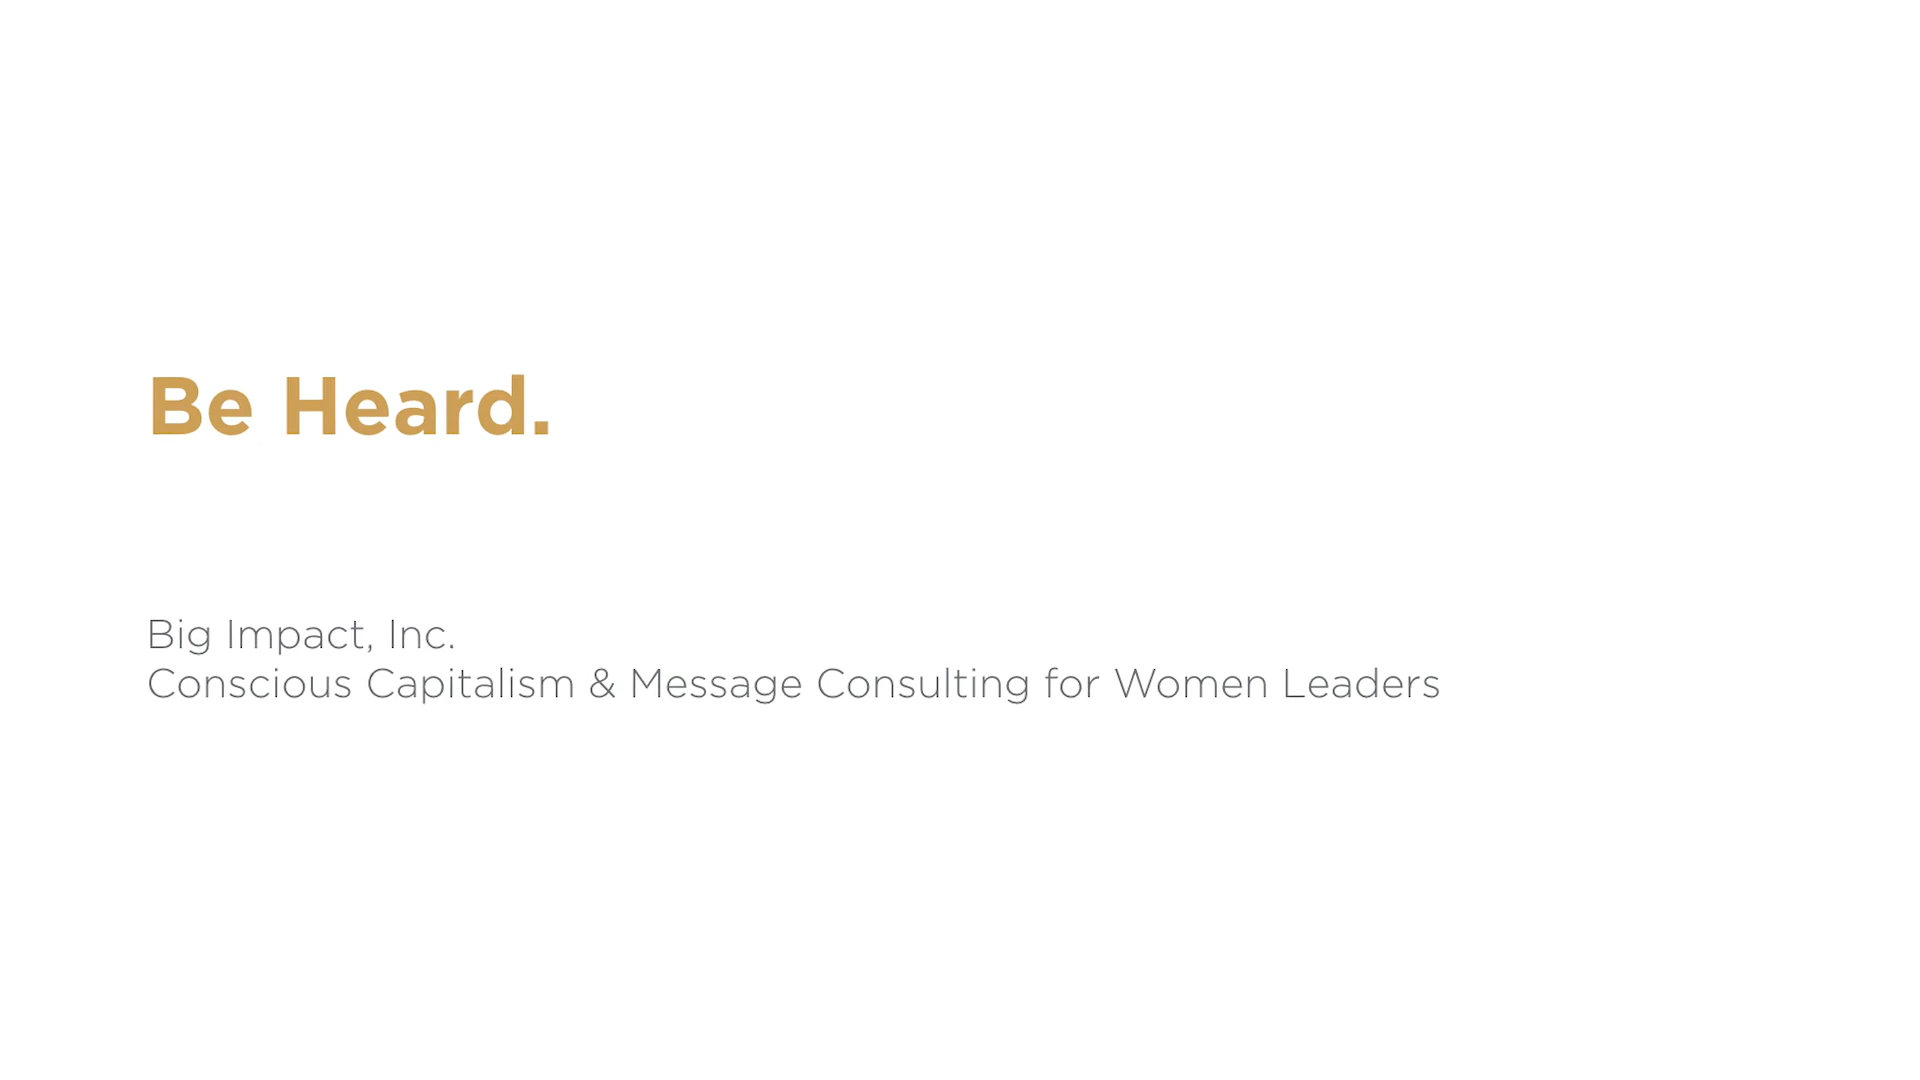 Be Heard.
Big Impact, Inc.
Conscious Capitalism & Message Consulting for Women Leaders